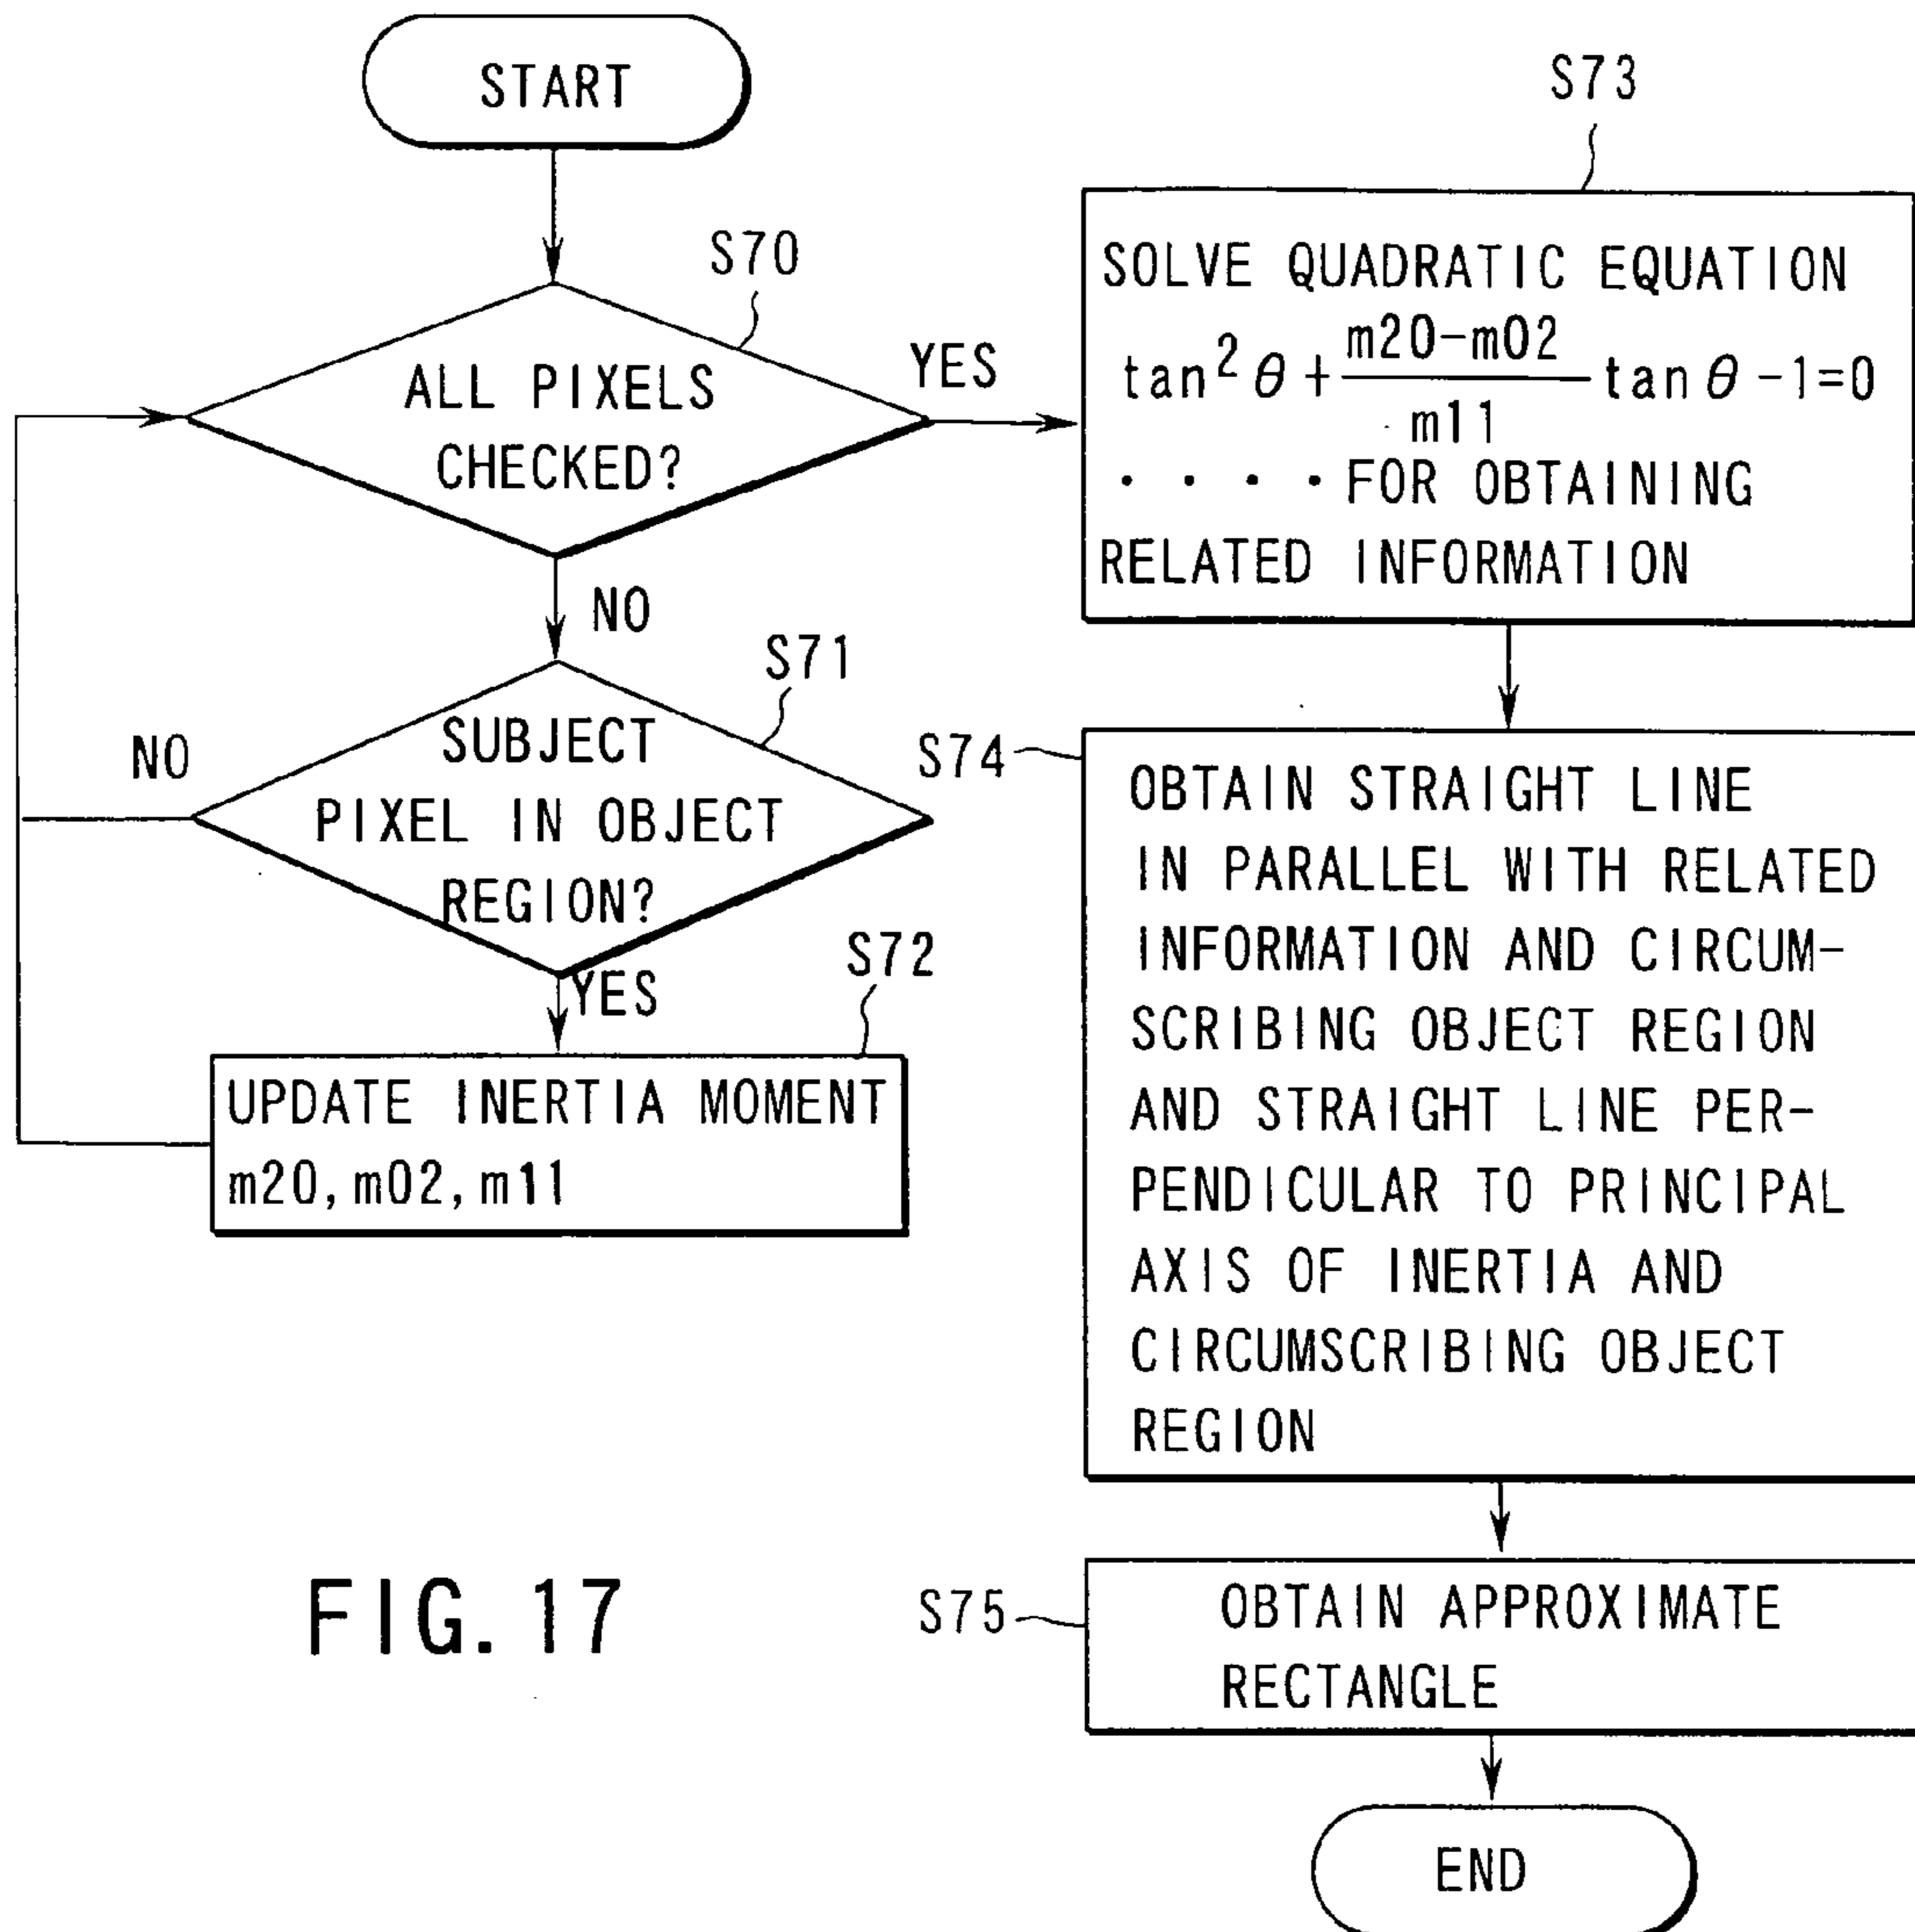 START
S70
ALL PIXELS
CHECKED?
YES
NO
S71
SUBJECT
PIXEL IN OBJECT
REGION?
NO
YES
S72
UPDATE INERTIA MOMENT
m20, m02, m11
S73
SOLVE QUADRATIC EQUATION
tan² θ + (m20-m02)/m11 tan θ -1=0
· · · · FOR OBTAINING
RELATED INFORMATION
S74
OBTAIN STRAIGHT LINE
IN PARALLEL WITH RELATED
INFORMATION AND CIRCUM-
SCRIBING OBJECT REGION
AND STRAIGHT LINE PER-
PENDICULAR TO PRINCIPAL
AXIS OF INERTIA AND
CIRCUMSCRIBING OBJECT
REGION
S75
OBTAIN APPROXIMATE
RECTANGLE
END
FIG. 17